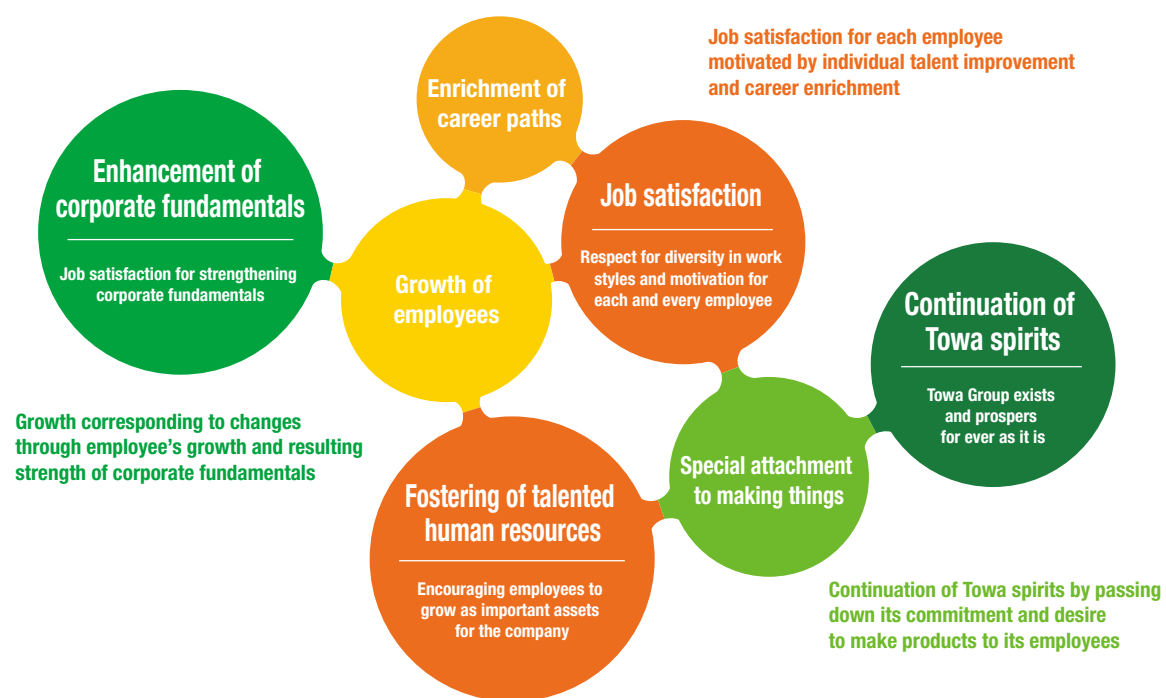 Job satisfaction for each employee
motivated by individual talent improvement
and career enrichment
Enrichment of
career paths
Enhancement of
corporate fundamentals
Job satisfaction for strengthening
corporate fundamentals
Job satisfaction
Respect for diversity in work
styles and motivation for
each and every employee
Growth of
employees
Continuation of
Towa spirits
Towa Group exists
and prospers
for ever as it is
Growth corresponding to changes
through employee’s growth and resulting
strength of corporate fundamentals
Special attachment
to making things
Fostering of talented
human resources
Encouraging employees to
grow as important assets
for the company
Continuation of Towa spirits by passing
down its commitment and desire
to make products to its employees